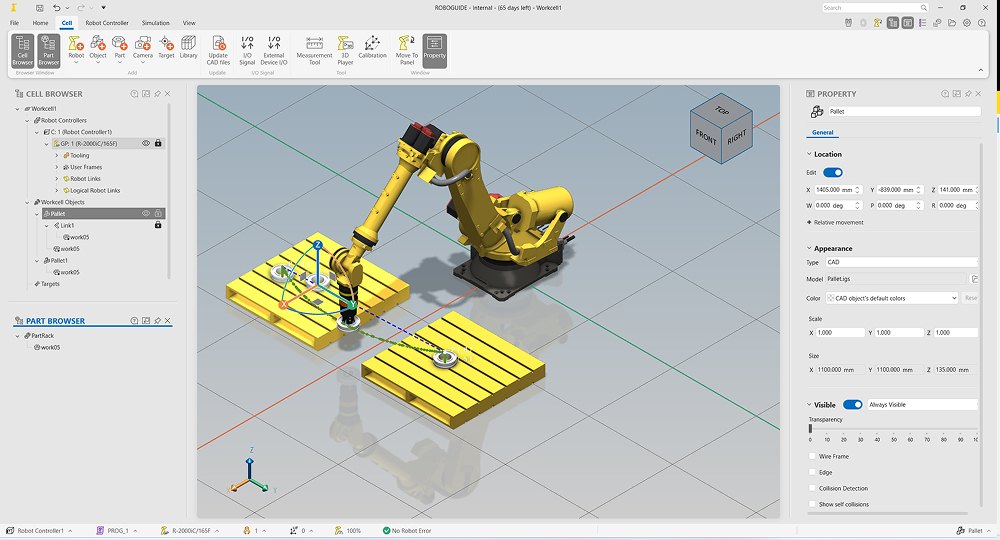 ROBOGUIDE - Internal - (65 days left) - Workcell1
Search
File Home Cell Robot Controller Simulation View
Cell Browser
Part Browser
Robot
Object
Part
Camera
Target
Library
Update CAD files
I/O Signal
External Device I/O
Measurement Tool
2D Player
Calibration
Move To Panel
Property
Browser Window
Add
Update
I/O Signal
Tool
Window
CELL BROWSER
Workcell1
Robot Controllers
C: 1 (Robot Controller1)
GP: 1 (R-2000iC/165F)
Tooling
User Frames
Robot Links
Logical Robot Links
Workcell Objects
Pallet
Link1
work05
work05
Pallet1
work05
Targets
PART BROWSER
PartRack
work05
TOP
FRONT
RIGHT
Z
X
Y
Z
X
Y
PROPERTY
Pallet
General
Location
Edit
X 1405.000 mm Y -839.000 mm Z 141.000 mm
W 0.000 deg P 0.000 deg R 0.000 deg
Relative movement
Appearance
Type CAD
Model Pallet.igs
Color CAD object's default colors Rese
Scale
X 1.000 Y 1.000 Z 1.000
Size
X 1100.000 mm Y 1100.000 mm Z 135.000 mm
Visible Always Visible
Transparency
0 10 20 30 40 50 60 70 80 90 10
Wire Frame
Edge
Collision Detection
Show self collisions
Robot Controller1 PROG_1 R-2000iC/165F 1 0 100% No Robot Error Pallet